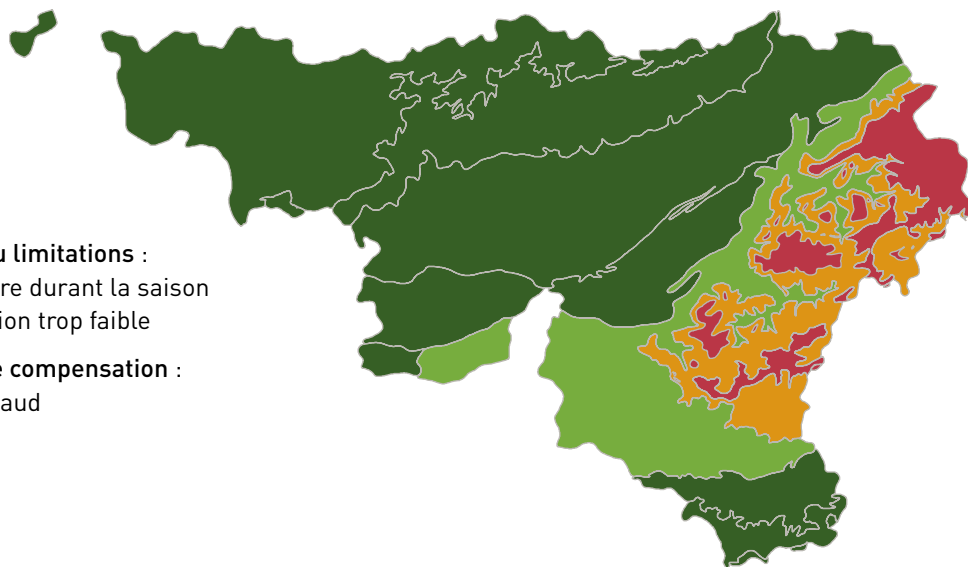 limitations :
re durant la saison
ion trop faible
compensation :
aud